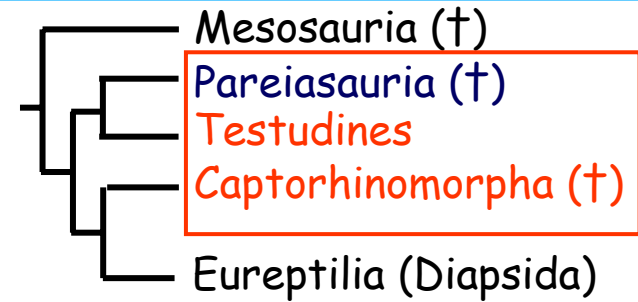 Mesosauria (†)
Pareiasauria (†)
Testudines
Captorhinomorpha (†)
Eureptilia (Diapsida)